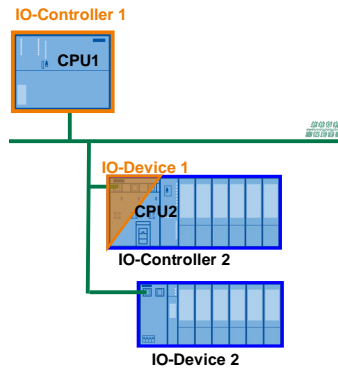 IO-Controller 1
CPU1
IO-Device 1
CPU2
IO-Controller 2
IO-Device 2